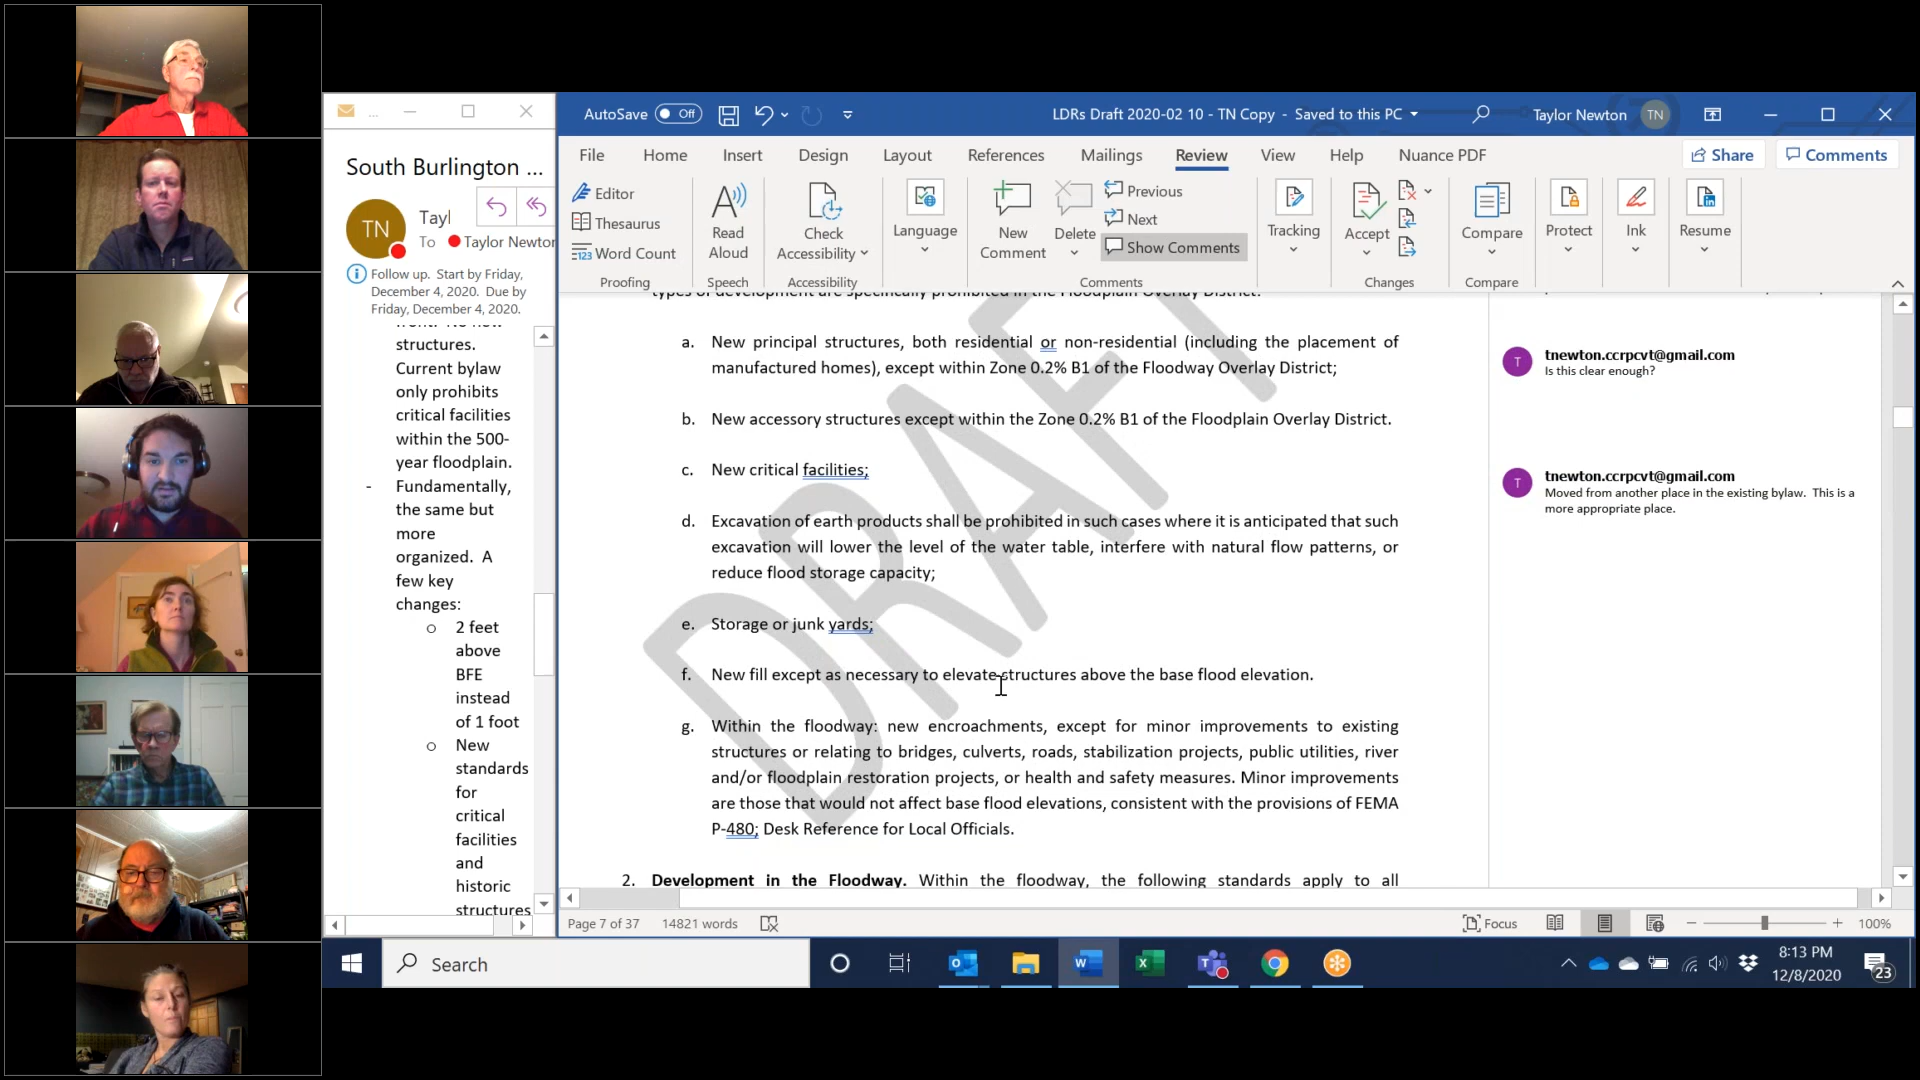 ...
South Burlington ...
TN
Tayl
To Taylor Newton
Follow up. Start by Friday,
December 4, 2020. Due by
Friday, December 4, 2020.
structures.
Current bylaw
only prohibits
critical facilities
within the 500-
year floodplain.
- Fundamentally,
the same but
more
organized. A
few key
changes:
o 2 feet
above
BFE
instead
of 1 foot
o New
standards
for
critical
facilities
and
historic
structures
AutoSave Off
LDRs Draft 2020-02 10 - TN Copy - Saved to this PC
Taylor Newton TN
File Home Insert Design Layout References Mailings Review View Help Nuance PDF Share Comments
Editor
Thesaurus
Word Count
Proofing
Read
Aloud
Speech
Check
Accessibility
Accessibility
Language
New
Comment
Delete
Previous
Next
Show Comments
Comments
Tracking
Accept
Changes
Compare
Compare
Protect
Ink
Resume
types of development are specifically prohibited in the Floodplain Overlay District.
a. New principal structures, both residential or non-residential (including the placement of
manufactured homes), except within Zone 0.2% B1 of the Floodway Overlay District;
b. New accessory structures except within the Zone 0.2% B1 of the Floodplain Overlay District.
c. New critical facilities;
d. Excavation of earth products shall be prohibited in such cases where it is anticipated that such
excavation will lower the level of the water table, interfere with natural flow patterns, or
reduce flood storage capacity;
e. Storage or junk yards;
f. New fill except as necessary to elevate structures above the base flood elevation.
g. Within the floodway: new encroachments, except for minor improvements to existing
structures or relating to bridges, culverts, roads, stabilization projects, public utilities, river
and/or floodplain restoration projects, or health and safety measures. Minor improvements
are those that would not affect base flood elevations, consistent with the provisions of FEMA
P-480; Desk Reference for Local Officials.
2. Development in the Floodway. Within the floodway, the following standards apply to all
DRAFT
T
tnewton.ccrpcvt@gmail.com
Is this clear enough?
T
tnewton.ccrpcvt@gmail.com
Moved from another place in the existing bylaw. This is a
more appropriate place.
Page 7 of 37 14821 words Focus 100%
Search
8:13 PM
12/8/2020
23